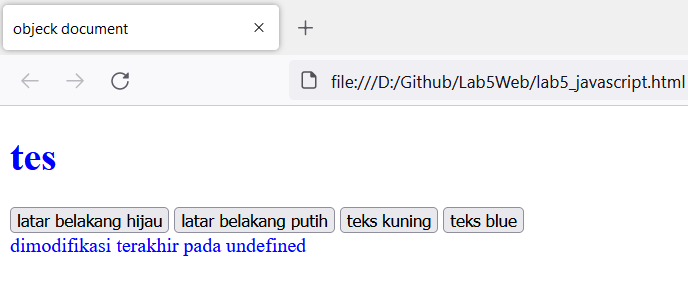 objeck document
file:///D:/Github/Lab5Web/lab5_javascript.html
tes
latar belakang hijau latar belakang putih teks kuning teks blue
dimodifikasi terakhir pada undefined